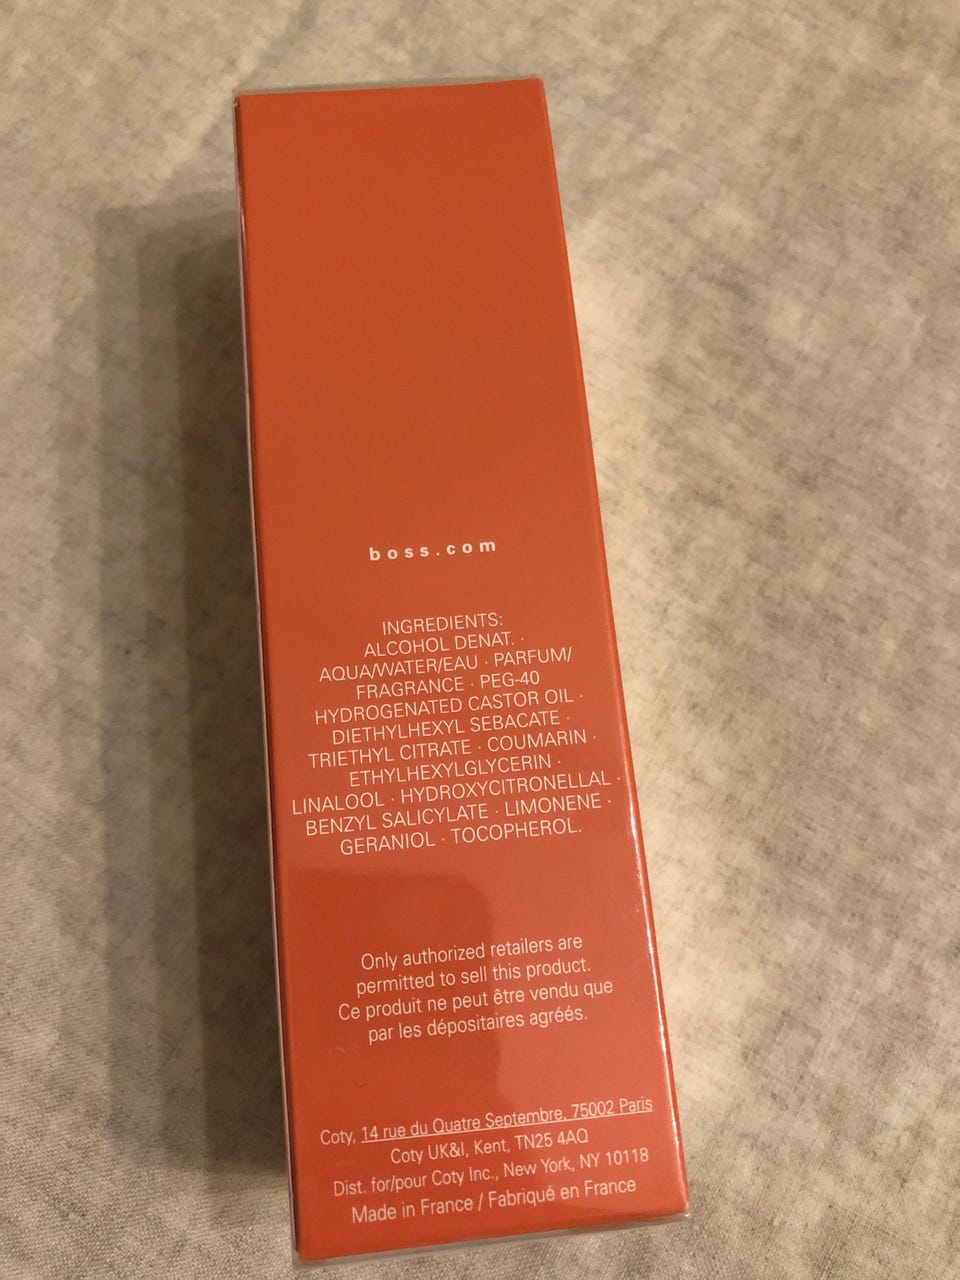 boss.com
INGREDIENTS:
ALCOHOL DENAT. ·
AQUA/WATER/EAU · PARFUM/
FRAGRANCE · PEG-40
HYDROGENATED CASTOR OIL ·
DIETHYLHEXYL SEBACATE ·
TRIETHYL CITRATE · COUMARIN ·
ETHYLHEXYLGLYCERIN ·
LINALOOL · HYDROXYCITRONELLAL ·
BENZYL SALICYLATE · LIMONENE ·
GERANIOL · TOCOPHEROL.
Only authorized retailers are
permitted to sell this product.
Ce produit ne peut être vendu que
par les dépositaires agréés.
Coty, 14 rue du Quatre Septembre, 75002 Paris
Coty UK&I, Kent, TN25 4AQ
Dist. for/pour Coty Inc., New York, NY 10118
Made in France / Fabriqué en France